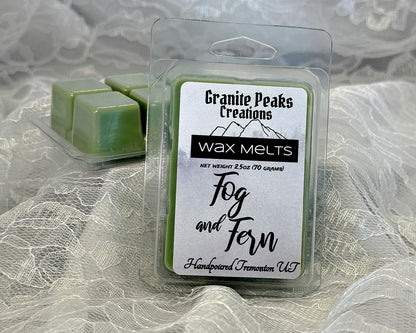 Granite Peaks
Creations
WAX MELTS
NET WEIGHT 2.5OZ (70 GRAMS)
Fog
and Fern
Handpoured Tremonton UT